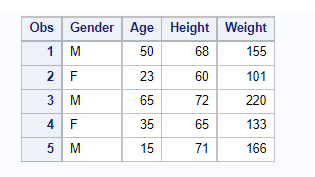 Obs Gender Age Height Weight
1 M 50 68 155
2 F 23 60 101
3 M 65 72 220
4 F 35 65 133
5 M 15 71 166